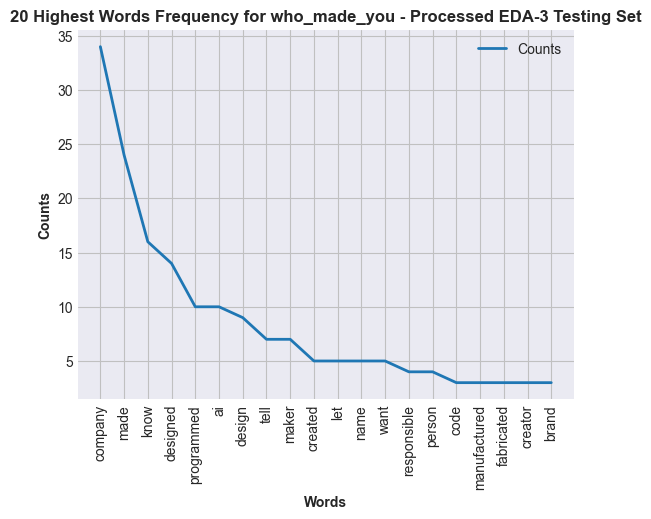 20 Highest Words Frequency for who_made_you - Processed EDA-3 Testing Set
Counts
35
30
25
20
15
10
5
Counts
company
made
know
designed
programmed
ai
design
tell
maker
created
let
name
want
responsible
person
code
manufactured
fabricated
creator
brand
Words